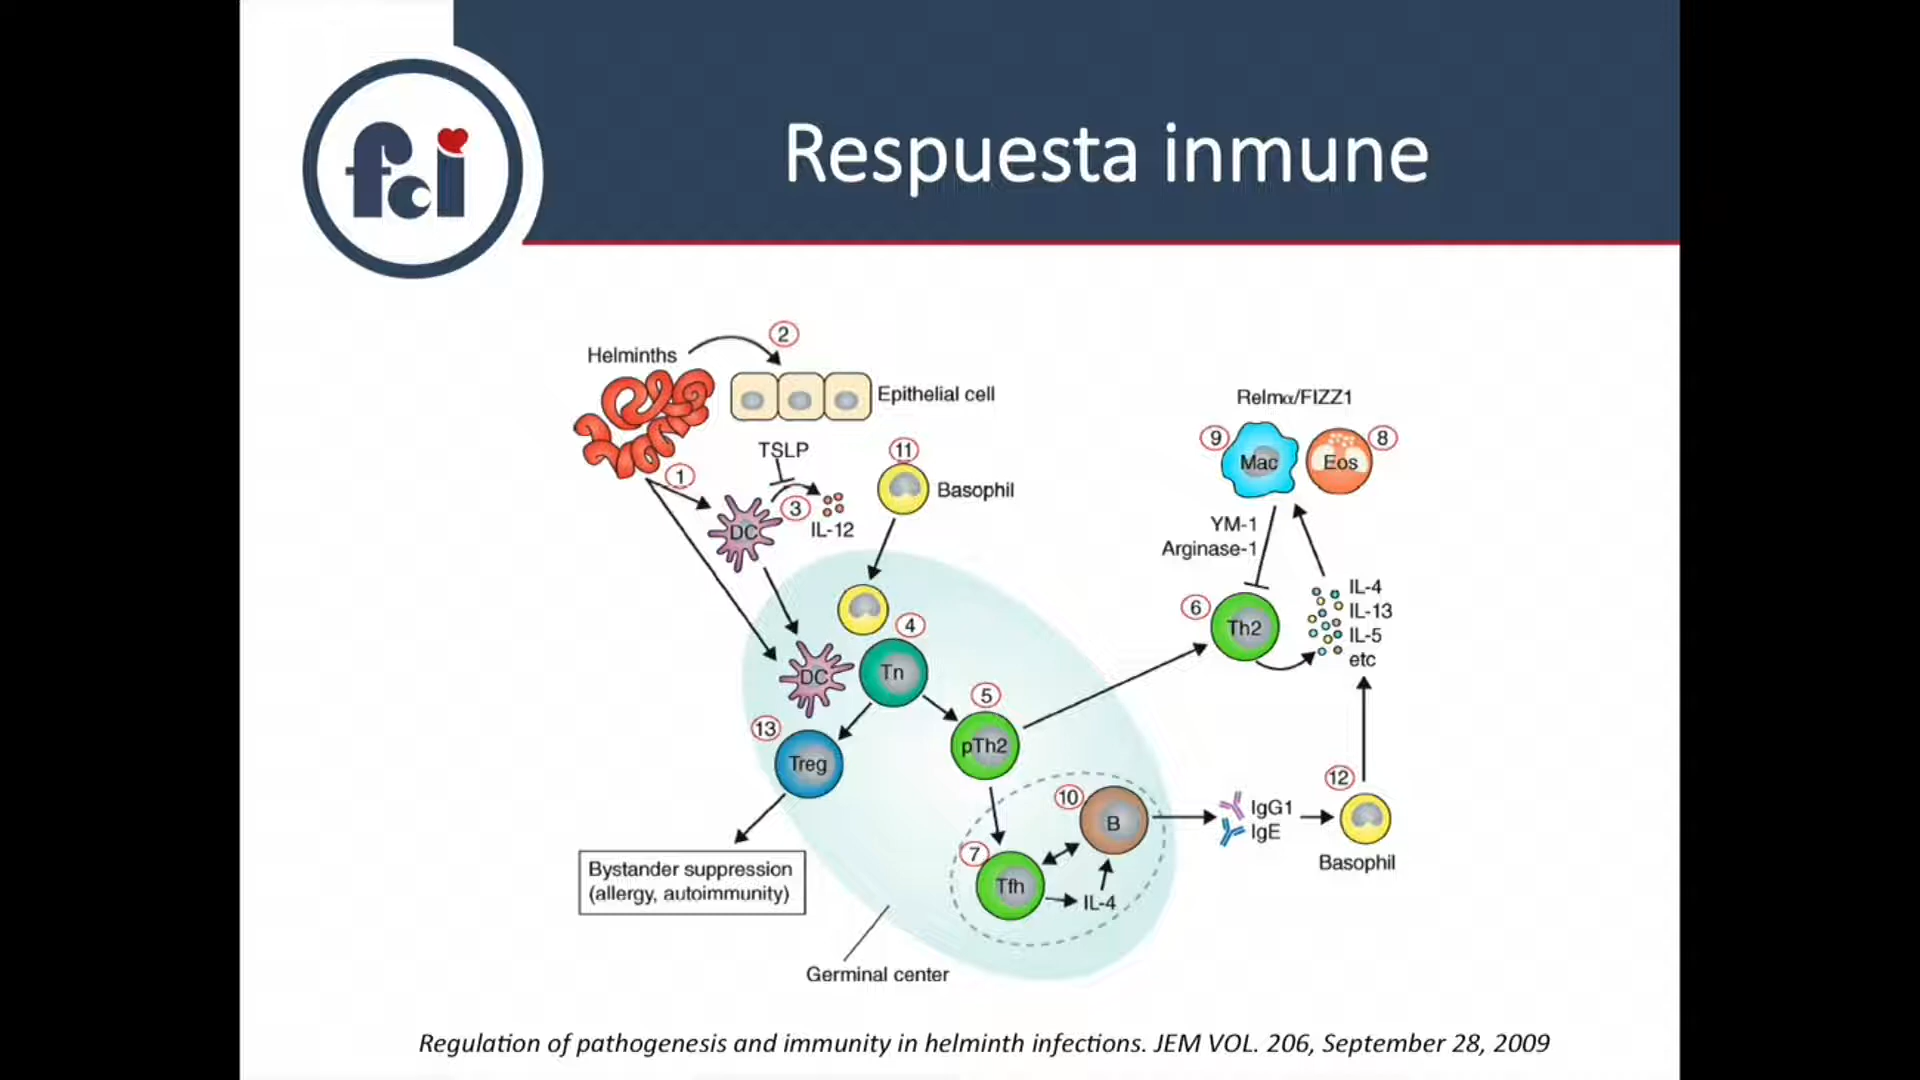 fci
Respuesta inmune
2
Helminths
Epithelial cell
TSLP
11
1
Basophil
3
DC
IL-12
4
Tn
DC
5
13
pTh2
Treg
10
B
7
Tfh
IL-4
Bystander suppression
(allergy, autoimmunity)
Germinal center
Relmα/FIZZ1
9
8
Mac
Eos
YM-1
Arginase-1
IL-4
IL-13
IL-5
etc
6
Th2
12
IgG1
IgE
Basophil
Regulation of pathogenesis and immunity in helminth infections. JEM VOL. 206, September 28, 2009